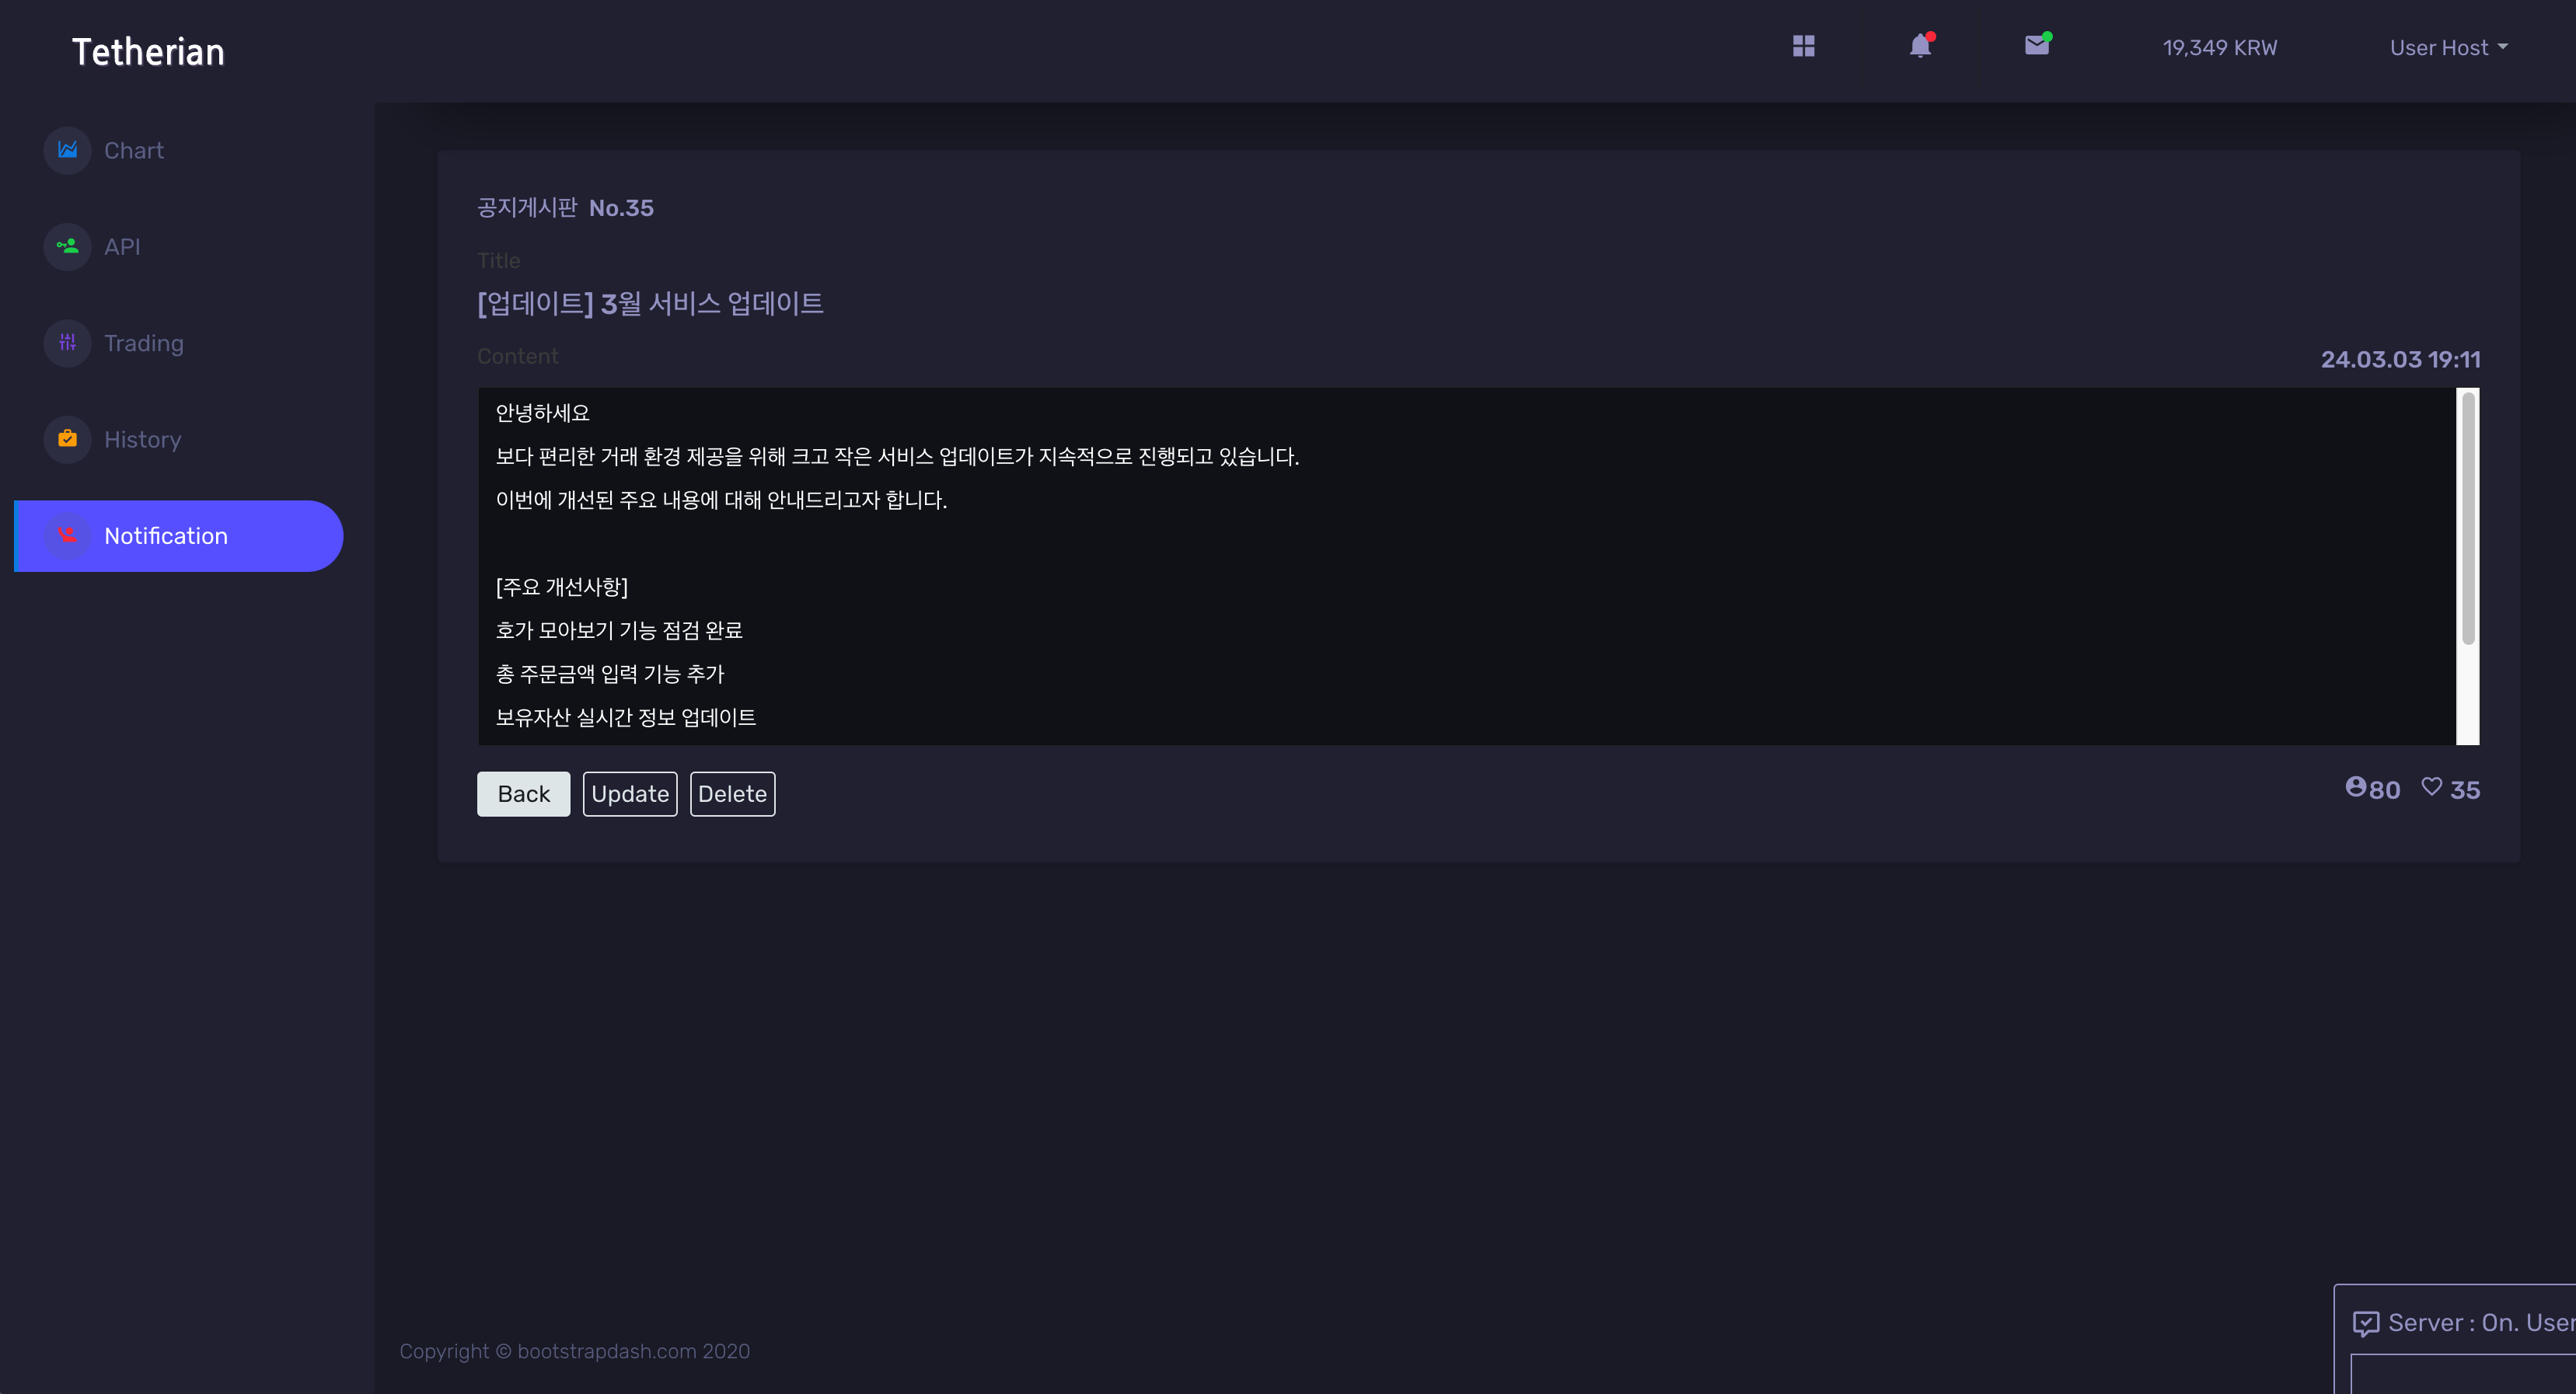 Tetherian
19,349 KRW
User Host
Chart
API
Trading
History
Notification
공지게시판 No.35
Title
[업데이트] 3월 서비스 업데이트
Content
24.03.03 19:11
안녕하세요
보다 편리한 거래 환경 제공을 위해 크고 작은 서비스 업데이트가 지속적으로 진행되고 있습니다.
이번에 개선된 주요 내용에 대해 안내드리고자 합니다.
[주요 개선사항]
호가 모아보기 기능 점검 완료
총 주문금액 입력 기능 추가
보유자산 실시간 정보 업데이트
Back
Update
Delete
80
35
Server : On. User
Copyright © bootstrapdash.com 2020